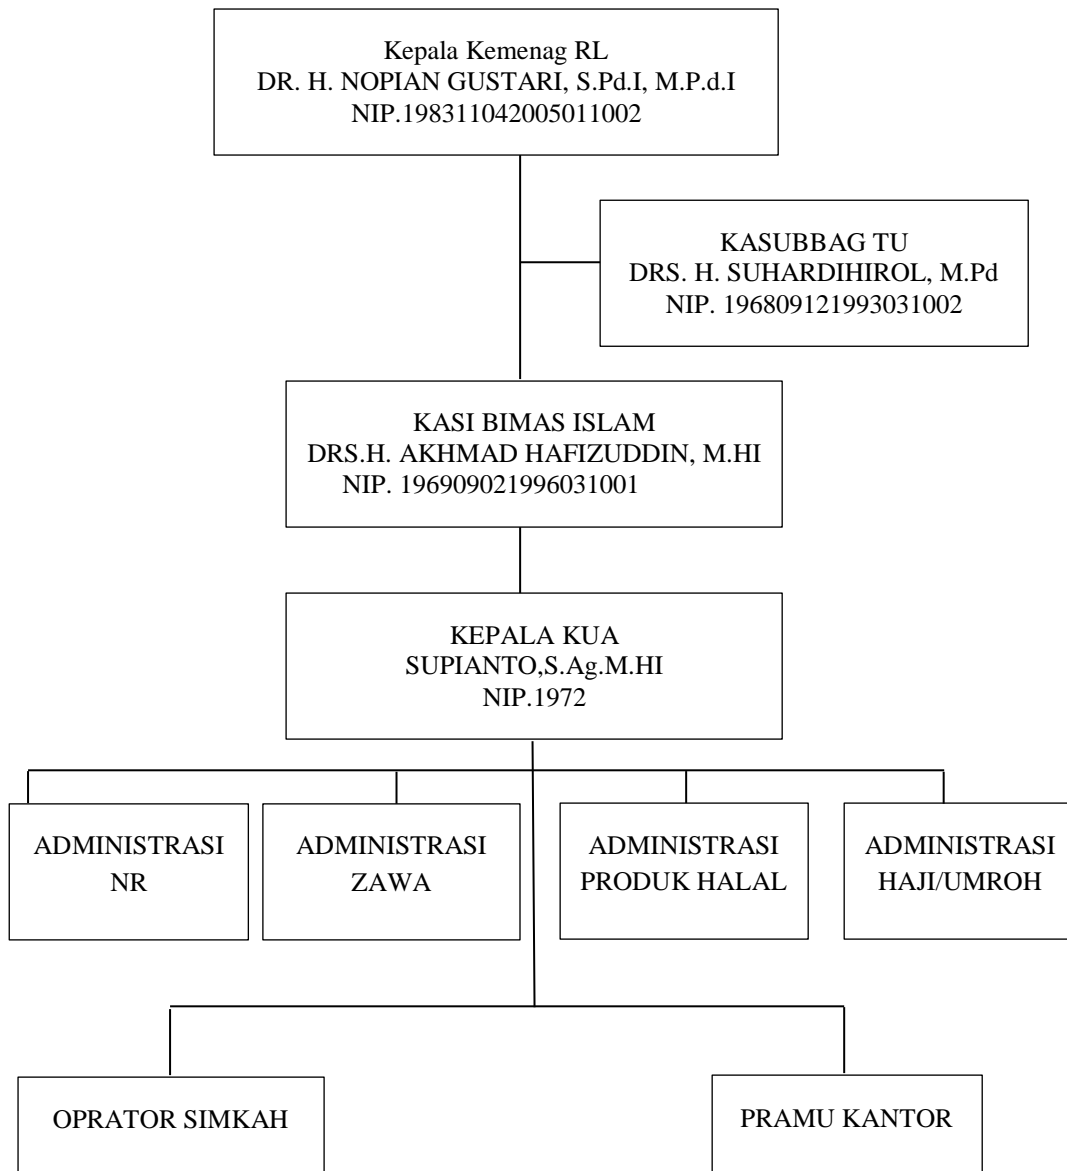 Kepala Kemenag RL
DR. H. NOPIAN GUSTARI, S.Pd.I, M.P.d.I
NIP.198311042005011002
KASUBBAG TU
DRS. H. SUHARDIHIROL, M.Pd
NIP. 196809121993031002
KASI BIMAS ISLAM
DRS.H. AKHMAD HAFIZUDDIN, M.HI
NIP. 196909021996031001
KEPALA KUA
SUPIANTO,S.Ag.M.HI
NIP.1972
ADMINISTRASI
NR
ADMINISTRASI
ZAWA
ADMINISTRASI
PRODUK HALAL
ADMINISTRASI
HAJI/UMROH
OPRATOR SIMKAH
PRAMU KANTOR